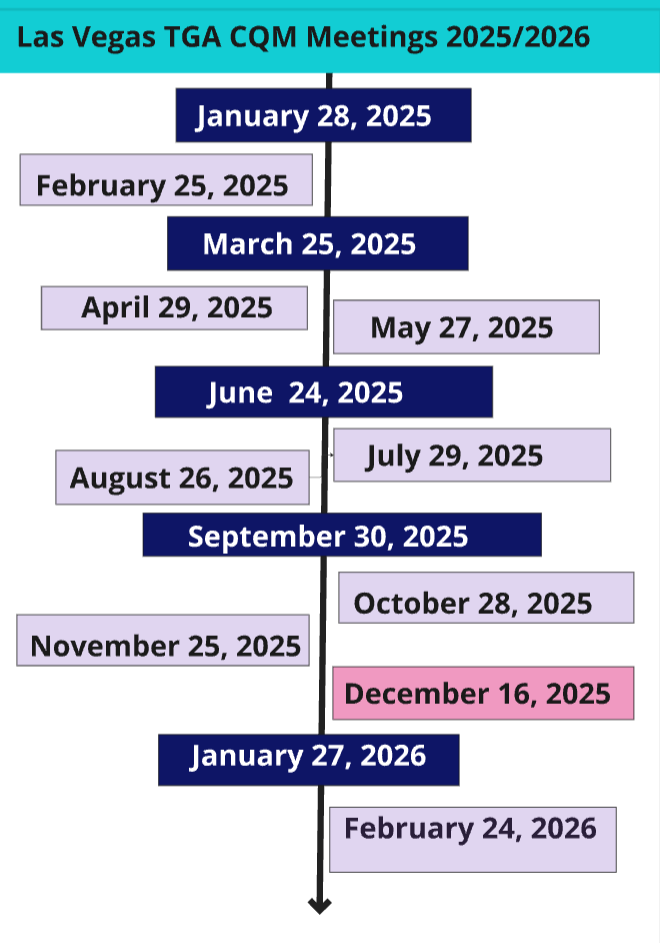 Las Vegas TGA CQM Meetings 2025/2026
January 28, 2025
February 25, 2025
March 25, 2025
April 29, 2025
May 27, 2025
June  24, 2025
July 29, 2025
August 26, 2025
September 30, 2025
October 28, 2025
November 25, 2025
December 16, 2025
January 27, 2026
February 24, 2026